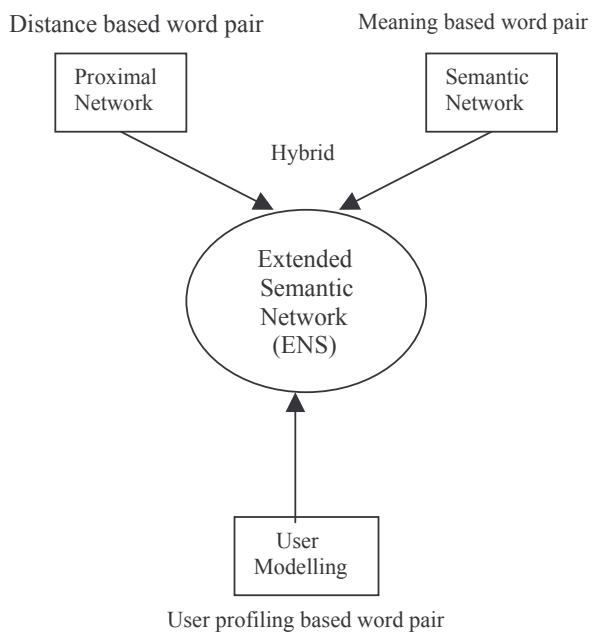 Distance based word pair
Meaning based word pair
Proximal
Network
Semantic
Network
Hybrid
Extended
Semantic
Network
(ENS)
User
Modelling
User profiling based word pair